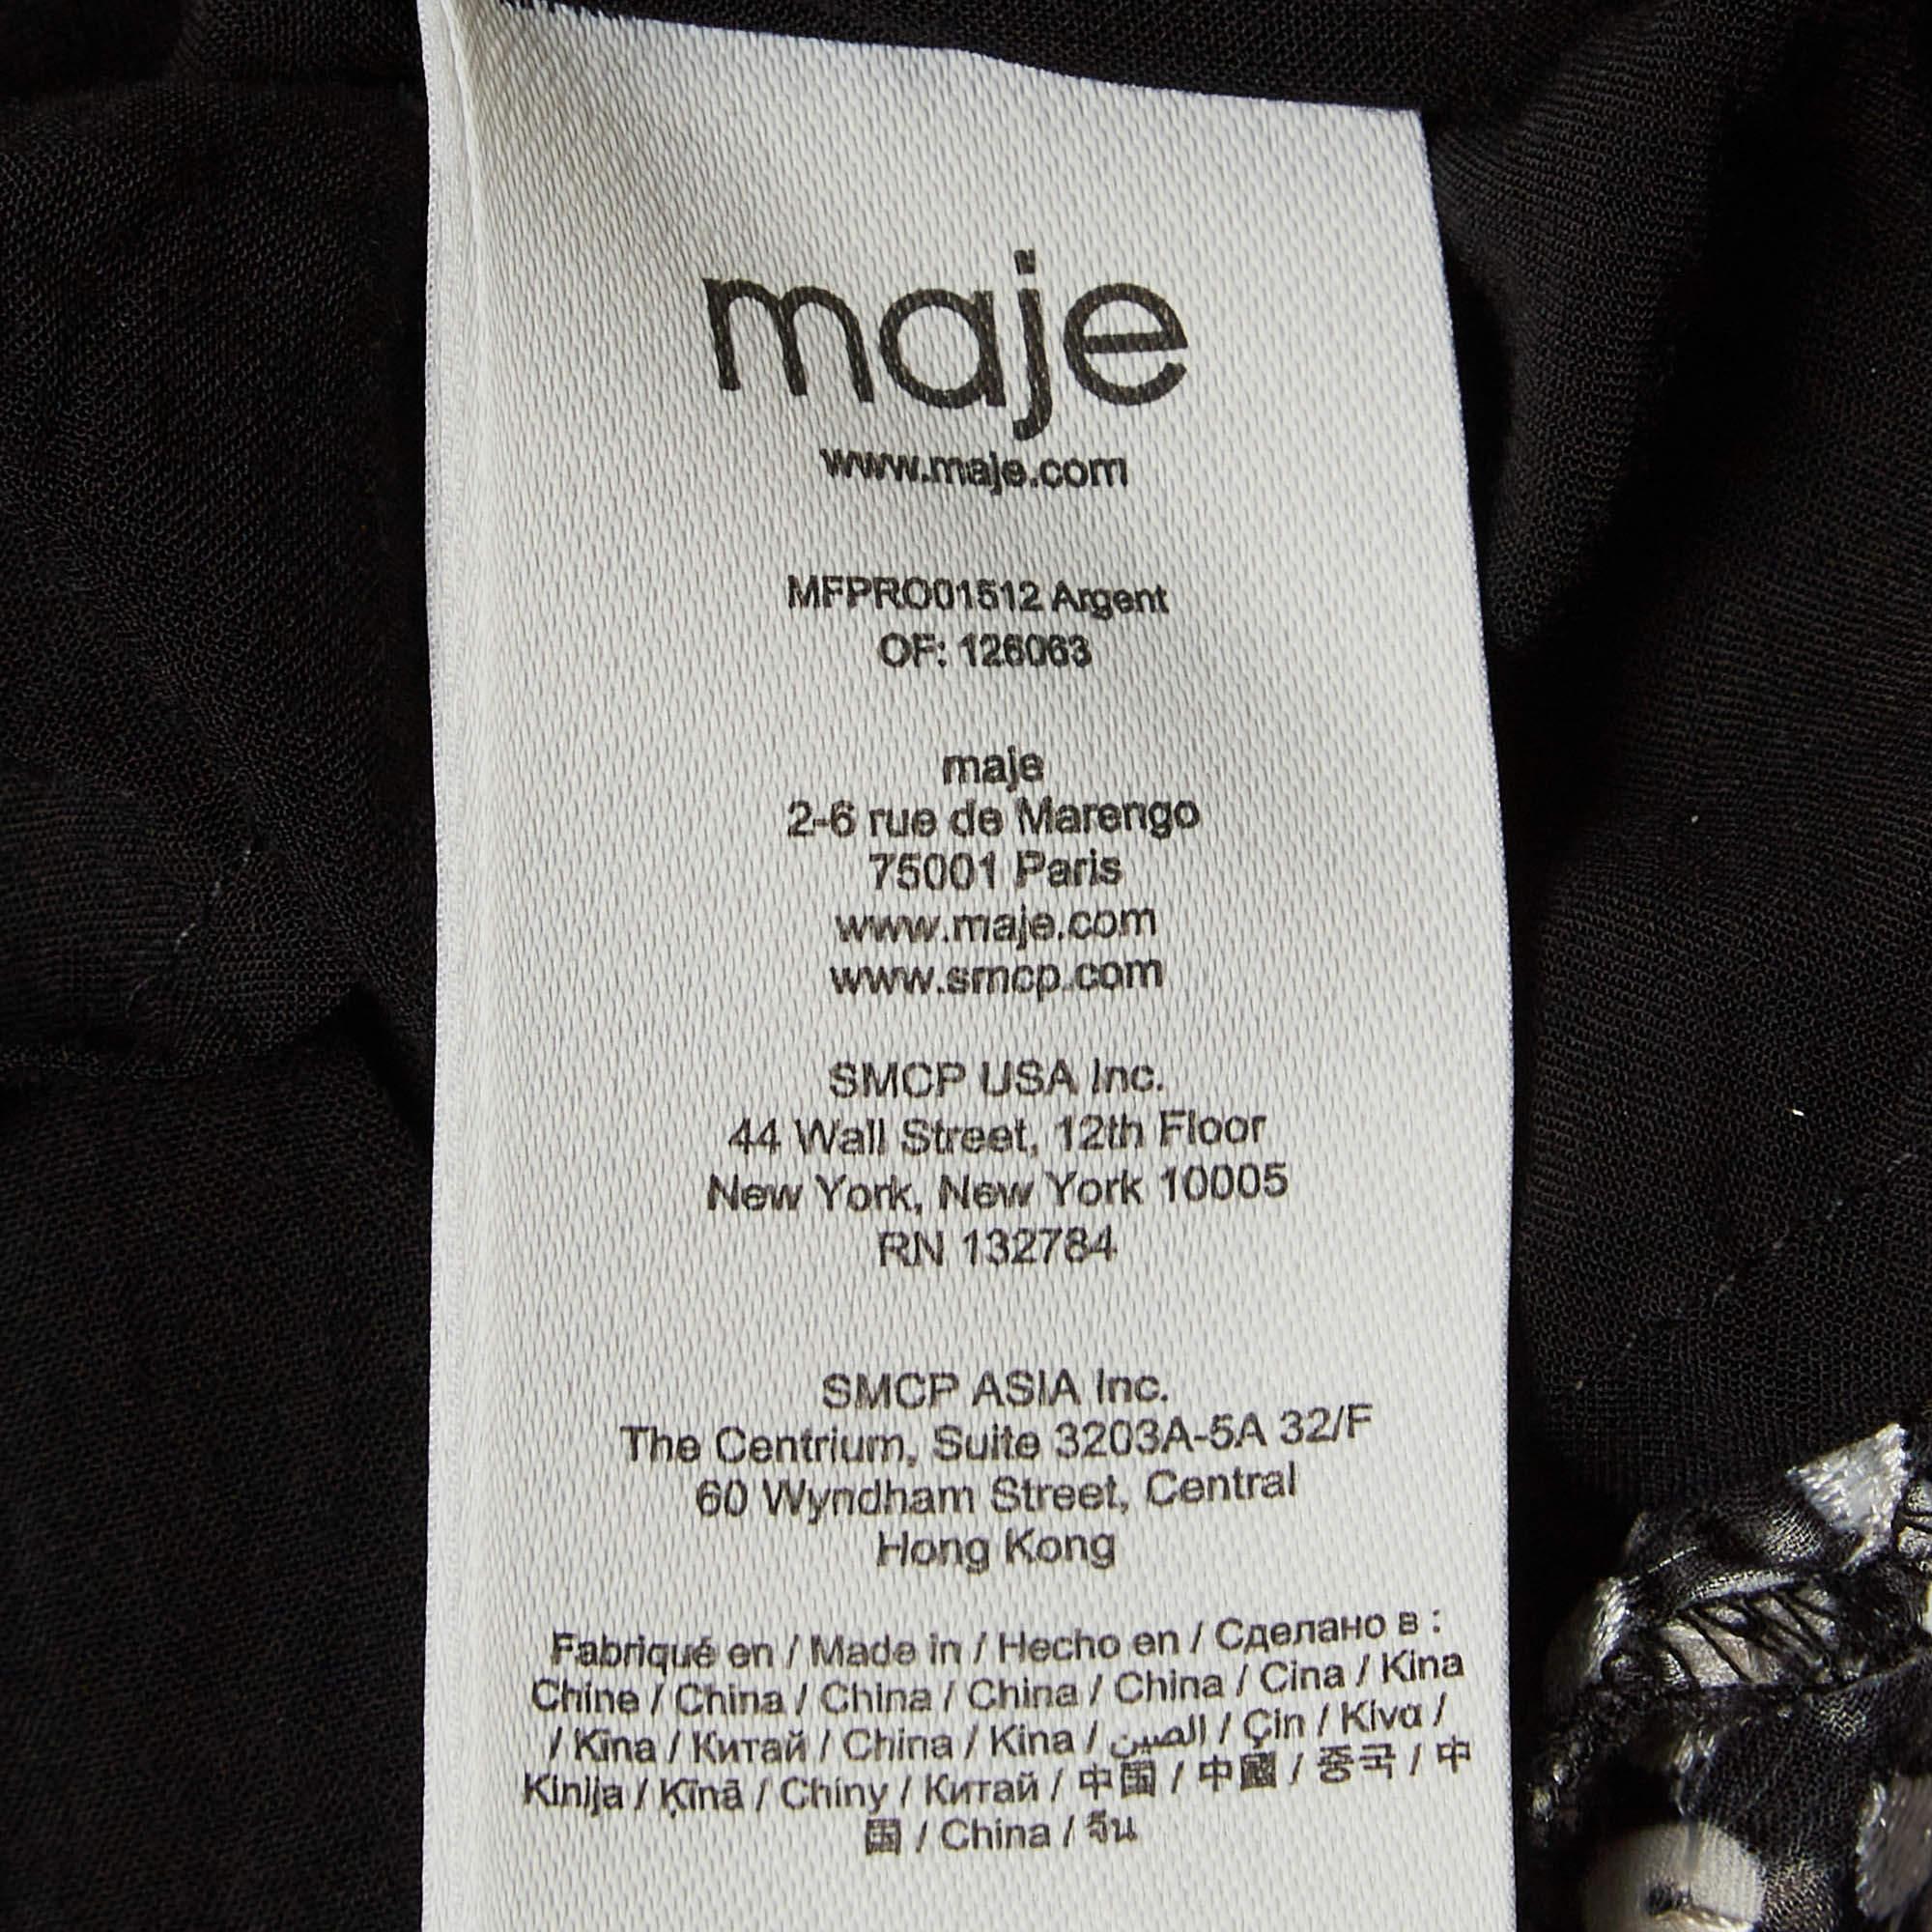 maje
www.maje.com
MFPRO01512 Argent
OF: 126063
maje
2-6 rue de Marengo
75001 Paris
www.maje.com
www.smcp.com
SMCP USA Inc.
44 Wall Street, 12th Floor
New York, New York 10005
RN 132784
SMCP ASIA Inc.
The Centrium, Suite 3203A-5A 32/F
60 Wyndham Street, Central
Hong Kong
Fabriqué en / Made in / Hecho en / Сделано в :
Chine / China / China / China / China / Cina / Kina
/ Kina / Китай / China / Kina / الصين / Çin / Kίνα /
Kinija / Ķīnā / Chiny / Китай / 中国 / 中國 / 중국 / 中
国 / China / จีน